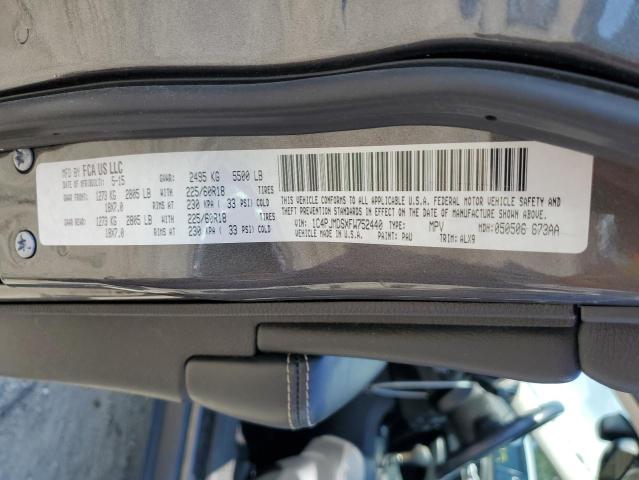 MFD BY FCA US LLC
DATE OF MFR(BUILT): 5-15 GVWR: 2495 KG 5500 LB
GAWR FRONT: 1273 KG 2805 LB WITH 225/60R18 TIRES
18X7.0 RIMS AT 230 KPA ( 33 PSI) COLD
GAWR REAR: 1273 KG 2805 LB WITH 225/60R18 TIRES
18X7.0 RIMS AT 230 KPA ( 33 PSI) COLD
THIS VEHICLE CONFORMS TO ALL APPLICABLE U.S.A. FEDERAL MOTOR VEHICLE SAFETY AND
THEFT PREVENTION STANDARDS IN EFFECT ON THE DATE OF MANUFACTURE SHOWN ABOVE.
VIN: TYPE: MPV MDH: 050506 673AA
VEHICLE MADE IN U.S.A. PAINT: PAU TRIM: ALX9